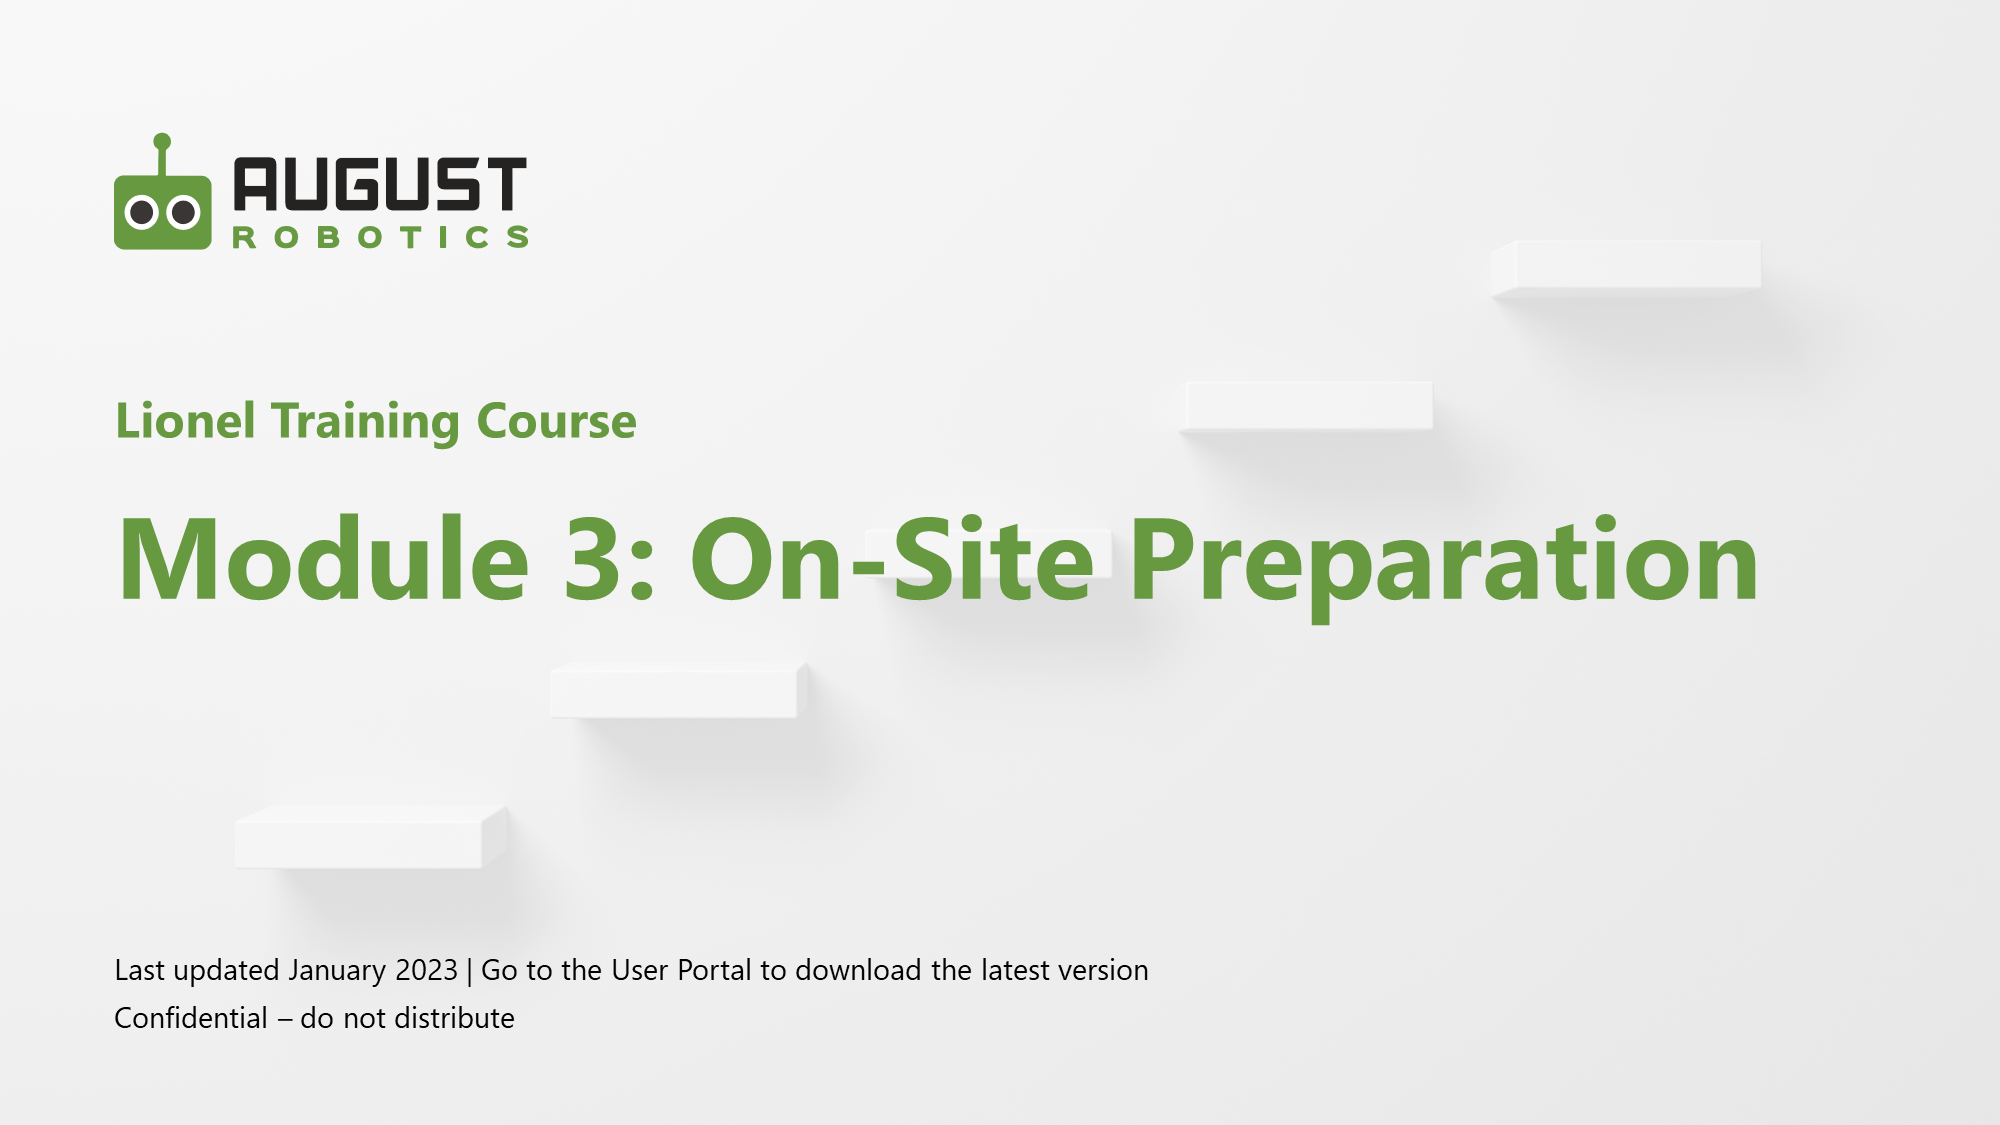 AUGUST
ROBOTICS
Lionel Training Course
Module 3: On-Site Preparation
Last updated January 2023 | Go to the User Portal to download the latest version
Confidential – do not distribute